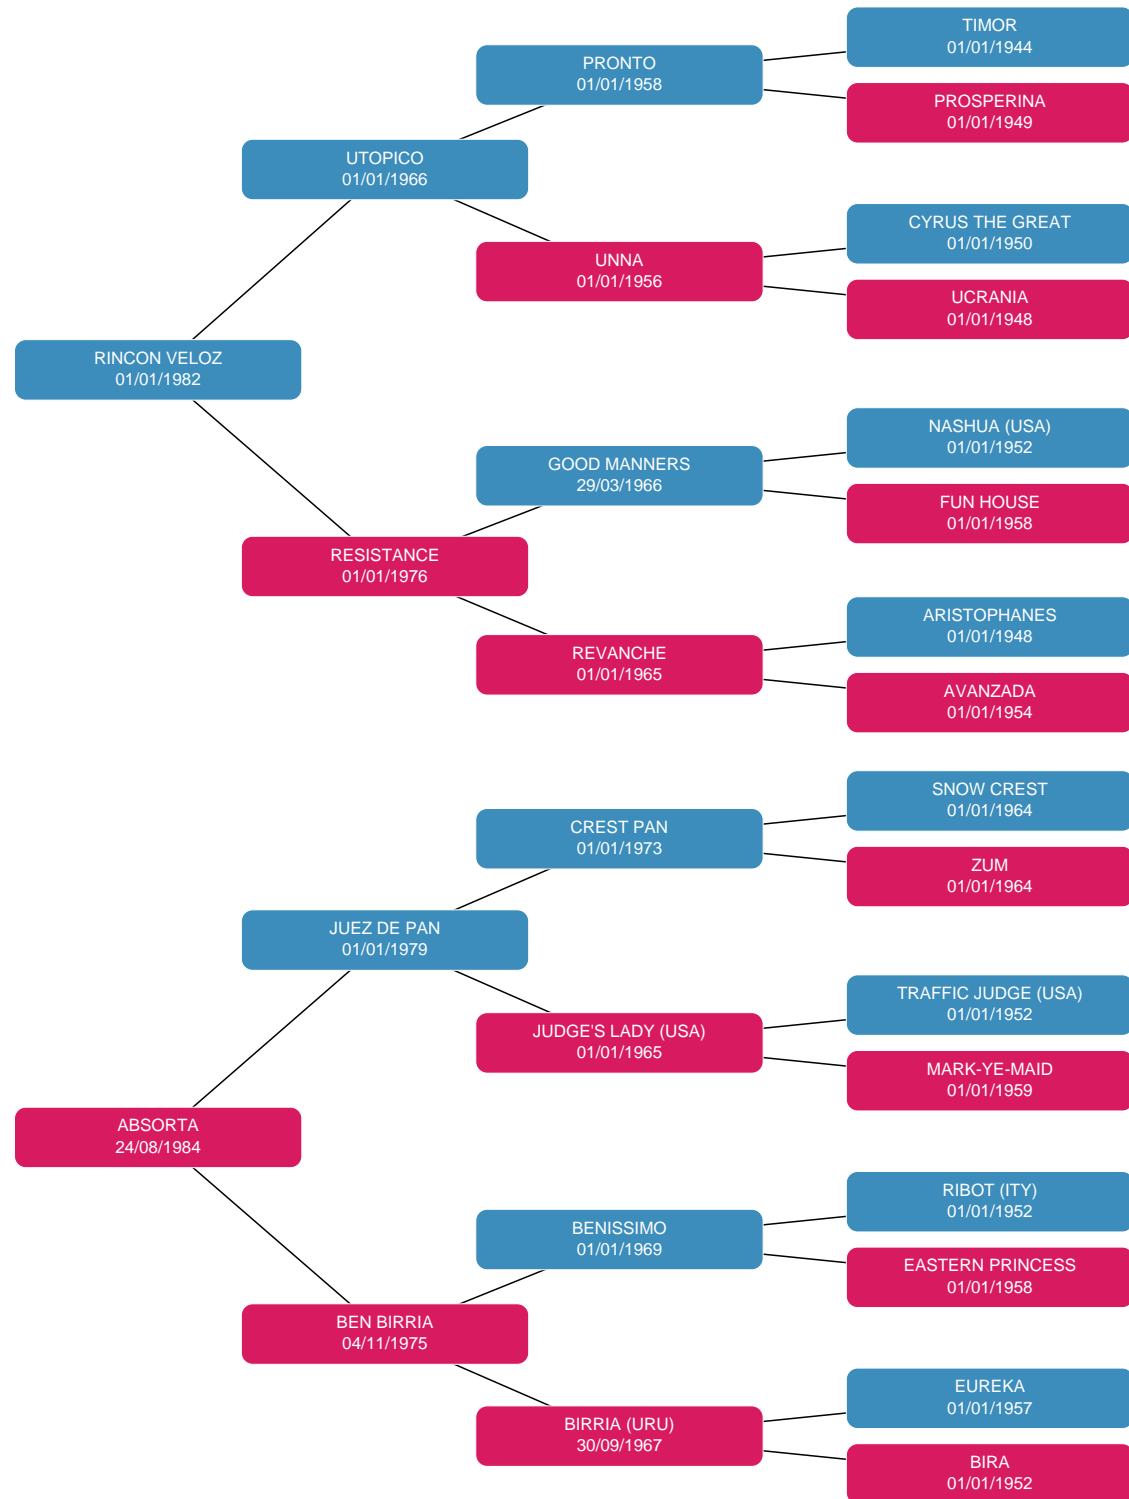 TIMOR
01/01/1944
PRONTO
01/01/1958
PROSPERINA
01/01/1949
UTOPICO
01/01/1966
CYRUS THE GREAT
01/01/1950
UNNA
01/01/1956
UCRANIA
01/01/1948
RINCON VELOZ
01/01/1982
NASHUA (USA)
01/01/1952
GOOD MANNERS
29/03/1966
FUN HOUSE
01/01/1958
RESISTANCE
01/01/1976
ARISTOPHANES
01/01/1948
REVANCHE
01/01/1965
AVANZADA
01/01/1954
SNOW CREST
01/01/1964
CREST PAN
01/01/1973
ZUM
01/01/1964
JUEZ DE PAN
01/01/1979
TRAFFIC JUDGE (USA)
01/01/1952
JUDGE'S LADY (USA)
01/01/1965
MARK-YE-MAID
01/01/1959
ABSORTA
24/08/1984
RIBOT (ITY)
01/01/1952
BENISSIMO
01/01/1969
EASTERN PRINCESS
01/01/1958
BEN BIRRIA
04/11/1975
EUREKA
01/01/1957
BIRRIA (URU)
30/09/1967
BIRA
01/01/1952